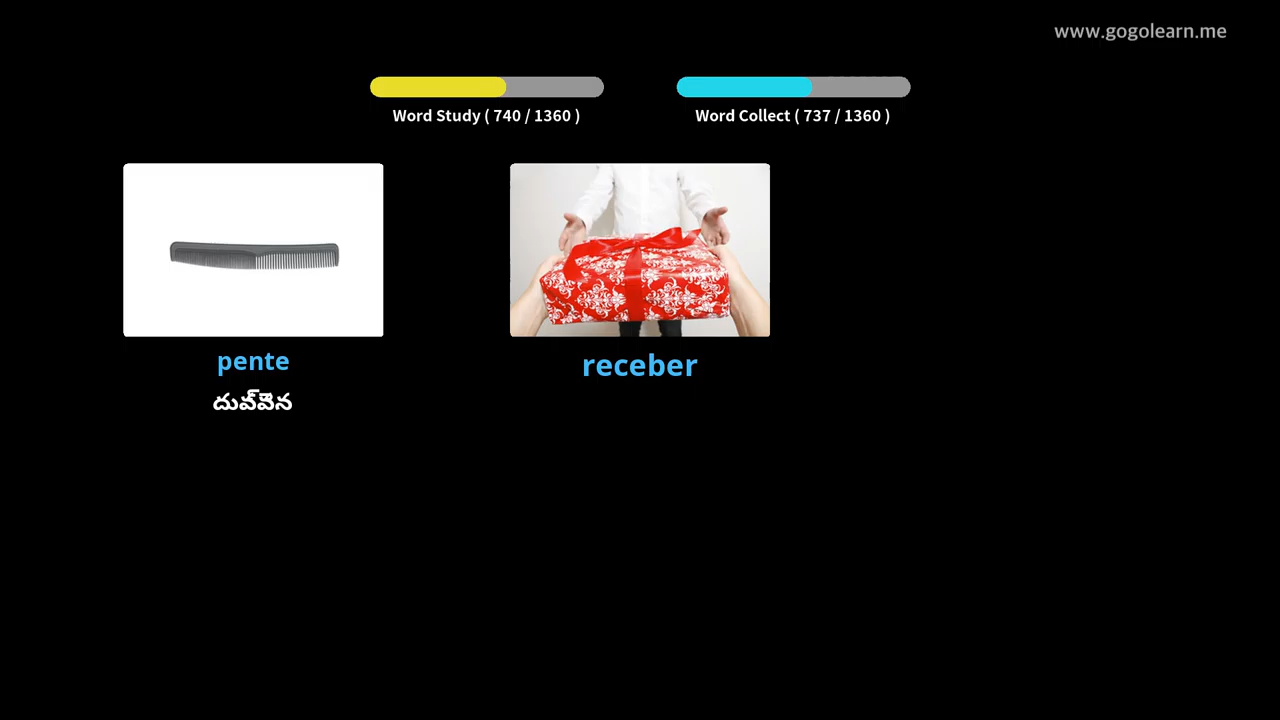 www.gogolearn.me
Word Study ( 740 / 1360 )
Word Collect ( 737 / 1360 )
pente
receber
దువ్వెన